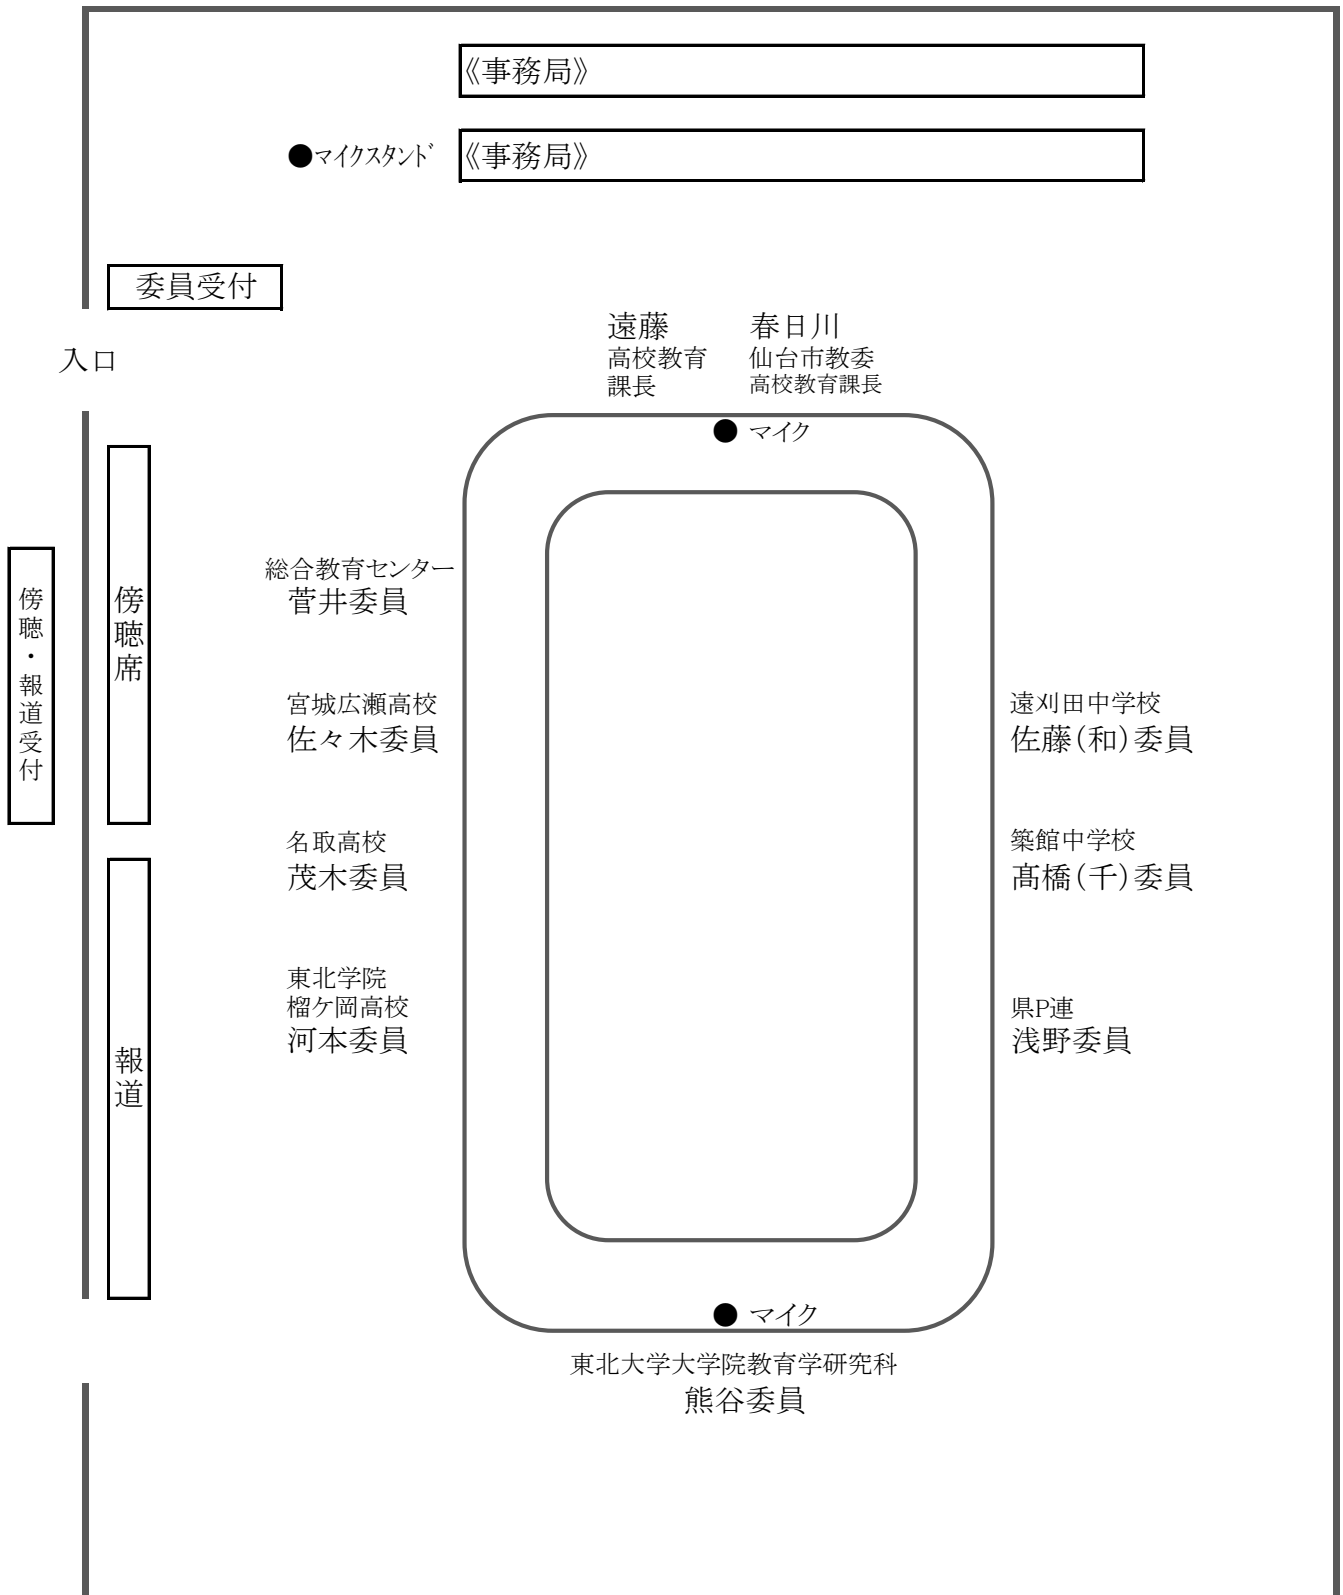 《事務局》
●マイクスタンド
《事務局》
委員受付
入口
遠藤
高校教育
課長
春日川
仙台市教委
高校教育課長
● マイク
総合教育センター
菅井委員
宮城広瀬高校
佐々木委員
名取高校
茂木委員
東北学院
榴ケ岡高校
河本委員
遠刈田中学校
佐藤(和)委員
築館中学校
髙橋(千)委員
県P連
浅野委員
傍聴・報道受付
傍聴席
報道
● マイク
東北大学大学院教育学研究科
熊谷委員